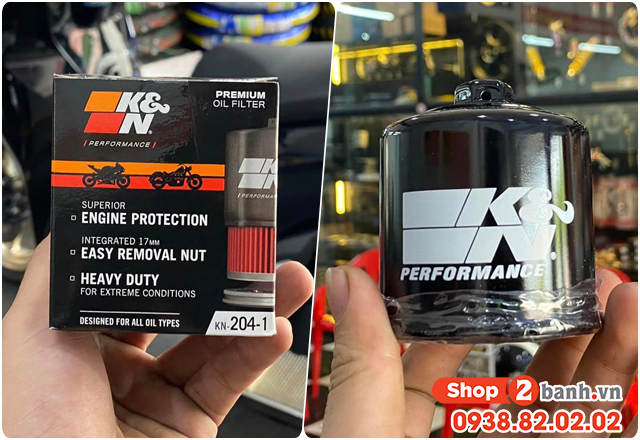 K&N.
PERFORMANCE
PREMIUM
OIL FILTER
K&N
PERFORMANCE
SUPERIOR
ENGINE PROTECTION
INTEGRATED 17MM
EASY REMOVAL NUT
HEAVY DUTY
FOR EXTREME CONDITIONS
DESIGNED FOR ALL OIL TYPES
KN-204-1
K&N.
PERFORMANCE
Shop 2 banh.vn
0938.82.02.02